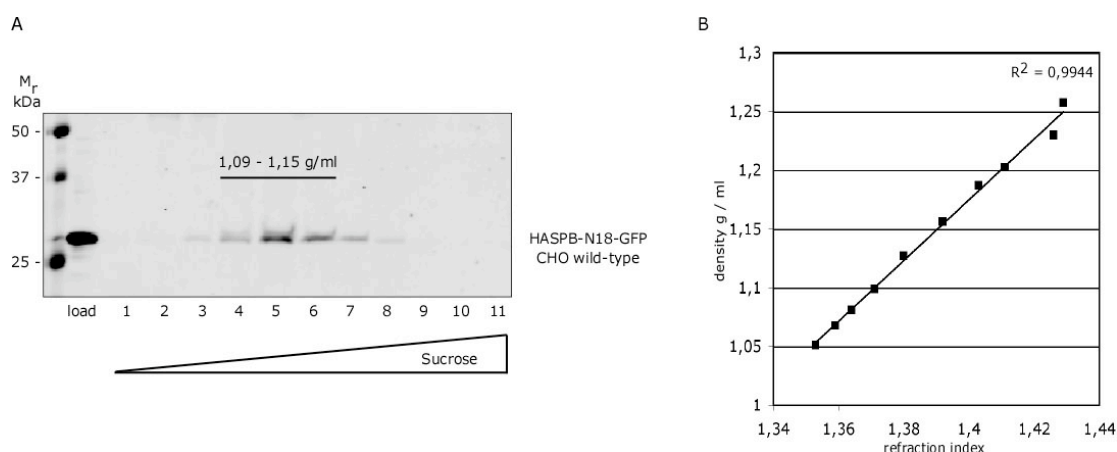 A
M r
kDa
50 -
37 -
25 -
1,09 - 1,15 g/ml
HASPB-N18-GFP
CHO wild-type
load 1 2 3 4 5 6 7 8 9 10 11
Sucrose
B
1,3
1,25
1,2
1,15
1,1
1,05
1
density g / ml
R2 = 0,9944
1,34 1,36 1,38 1,4 1,42 1,44
refraction index